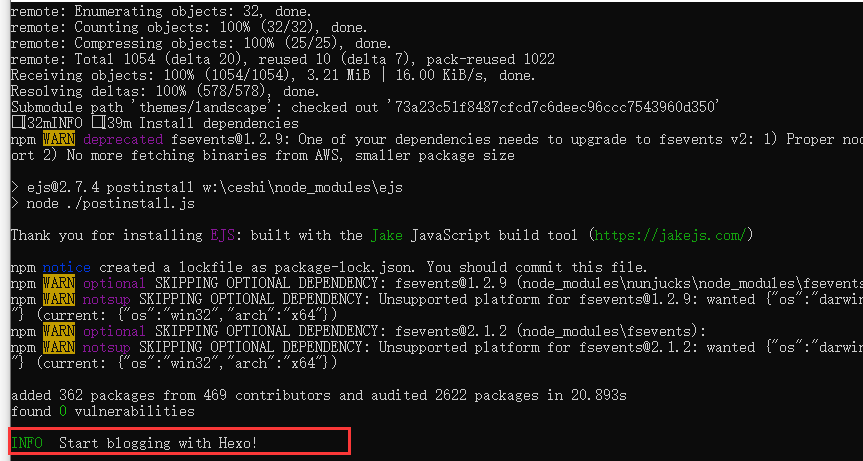 remote: Enumerating objects: 32, done.
remote: Counting objects: 100% (32/32), done.
remote: Compressing objects: 100% (25/25), done.
remote: Total 1054 (delta 20), reused 10 (delta 7), pack-reused 1022
Receiving objects: 100% (1054/1054), 3.21 MiB | 16.00 KiB/s, done.
Resolving deltas: 100% (578/578), done.
Submodule path 'themes/landscape': checked out '73a23c51f8487cfcd7c6deec96ccc7543960d350'
[32mINFO [39m Install dependencies
npm WARN deprecated fsevents@1.2.9: One of your dependencies needs to upgrade to fsevents v2: 1) Proper nod
ort 2) No more fetching binaries from AWS, smaller package size
> ejs@2.7.4 postinstall w:\ceshi\node_modules\ejs
> node ./postinstall.js
Thank you for installing EJS: built with the Jake JavaScript build tool (https://jakejs.com/)
npm notice created a lockfile as package-lock.json. You should commit this file.
npm WARN optional SKIPPING OPTIONAL DEPENDENCY: fsevents@1.2.9 (node_modules\nunjucks\node_modules\fsevents
npm WARN notsup SKIPPING OPTIONAL DEPENDENCY: Unsupported platform for fsevents@1.2.9: wanted {"os":"darwin
"} (current: {"os":"win32","arch":"x64"})
npm WARN optional SKIPPING OPTIONAL DEPENDENCY: fsevents@2.1.2 (node_modules\fsevents):
npm WARN notsup SKIPPING OPTIONAL DEPENDENCY: Unsupported platform for fsevents@2.1.2: wanted {"os":"darwin
"} (current: {"os":"win32","arch":"x64"})
added 362 packages from 469 contributors and audited 2622 packages in 20.893s
found 0 vulnerabilities
INFO  Start blogging with Hexo!